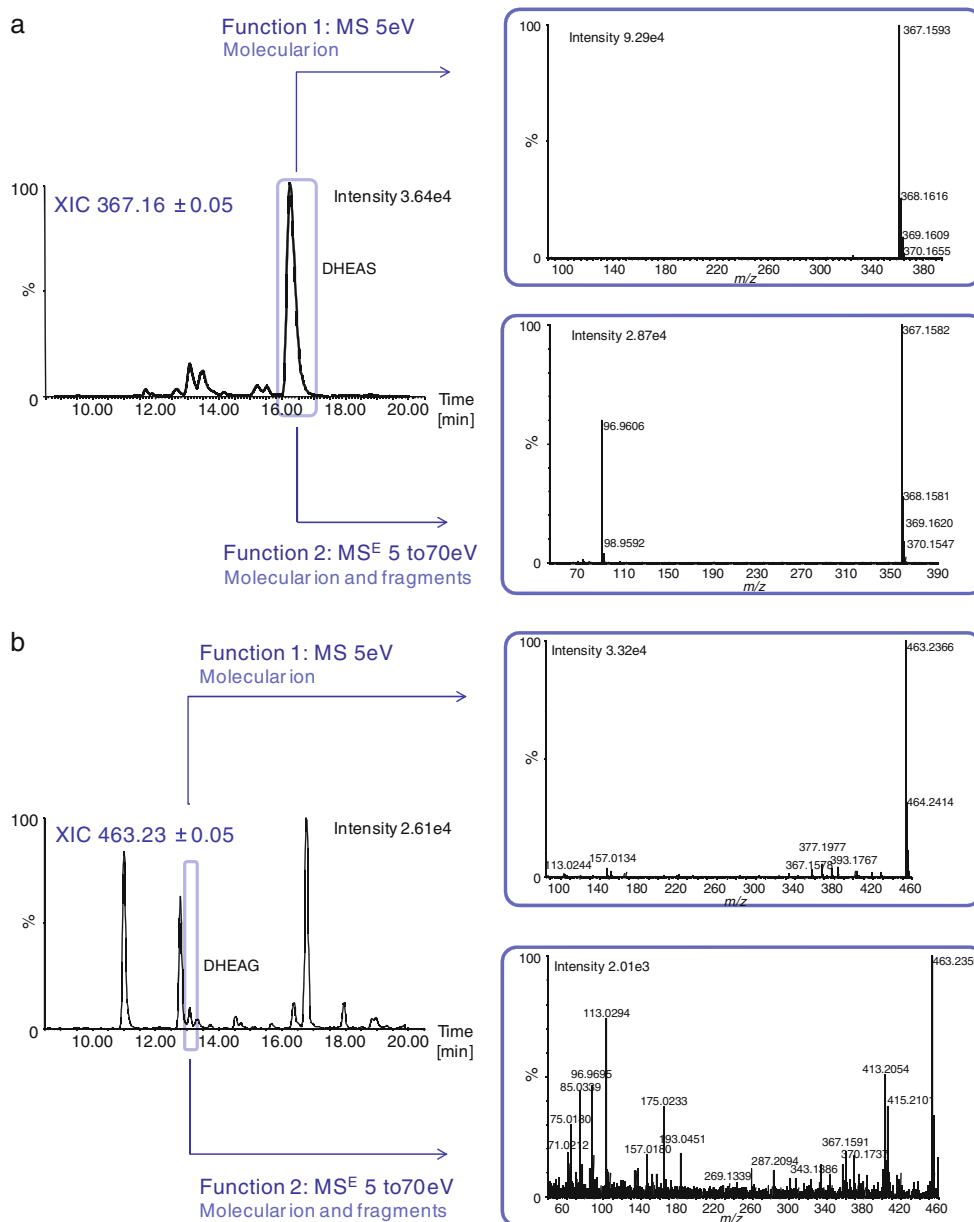 a
Function 1: MS 5eV
Molecular ion
XIC 367.16 ±0.05
Intensity 3.64e4
DHEAS
100
%
0
10.00 12.00 14.00 16.00 18.00 20.00
Time
[min]
Function 2: MSE 5 to70eV
Molecular ion and fragments
Intensity 9.29e4
100
%
0
367.1593
368.1616
369.1609
370.1655
100 140 180 220 260 300 340 380
m/z
Intensity 2.87e4
100
%
0
367.1582
96.9606
98.9592
368.1581
369.1620
370.1547
70 110 150 190 230 270 310 350 390
m/z
b
Function 1: MS 5eV
Molecular ion
XIC 463.23 ±0.05
Intensity 2.61e4
DHEAG
100
%
0
10.00 12.00 14.00 16.00 18.00 20.00
Time
[min]
Function 2: MSE 5 to70eV
Molecular ion and fragments
Intensity 3.32e4
100
%
0
463.2366
464.2414
113.0244
157.0134
367.1578
377.1977
393.1767
100 140 180 220 260 300 340 380 420 460
m/z
Intensity 2.01e3
100
%
0
463.235
113.0294
96.9695
85.0339
75.0180
71.0212
175.0233
157.0180
193.0451
269.1339
287.2094
343.1386
367.1591
370.1737
413.2054
415.210
60 100 140 180 220 260 300 340 380 420 460
m/z